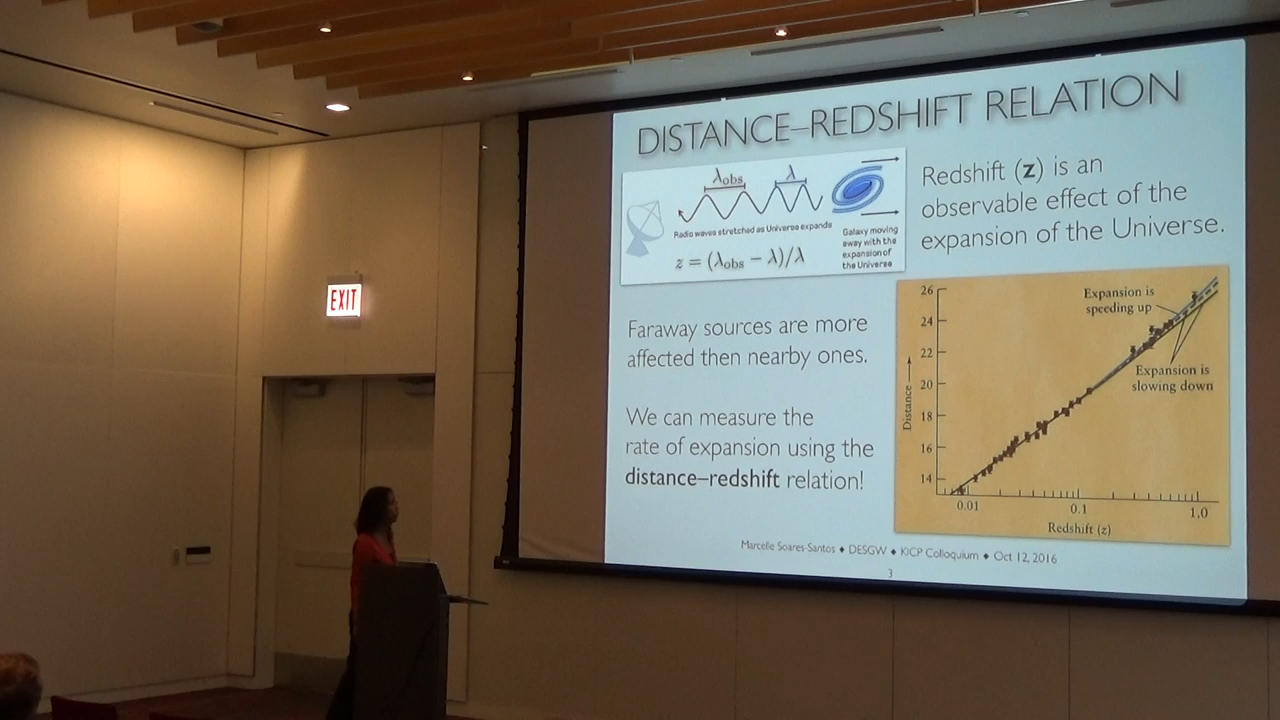 DISTANCE–REDSHIFT RELATION
λobs
λ
Radio waves stretched as Universe expands
z = (λobs − λ)/λ
Galaxy moving
away with the
expansion of
the Universe
Redshift (z) is an
observable effect of the
expansion of the Universe.
EXIT
Faraway sources are more
affected then nearby ones.
We can measure the
rate of expansion using the
distance–redshift relation!
26
24
22
20
18
16
14
Distance
Expansion is
speeding up
Expansion is
slowing down
0.01
0.1
1.0
Redshift (z)
Marcelle Soares-Santos ♦ DESGW ♦ KICP Colloquium ♦ Oct 12, 2016
3